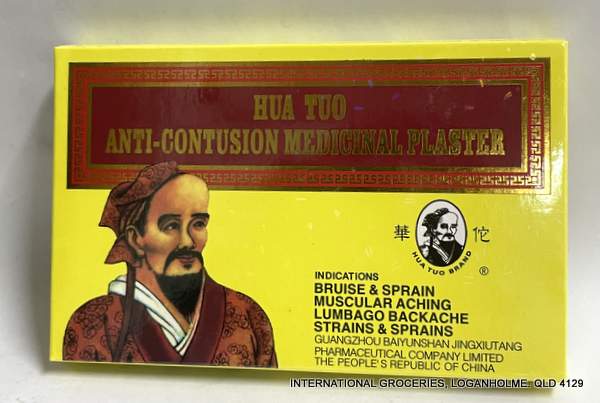 HUA TUO
ANTI-CONTUSION MEDICINAL PLASTER
華 佗
HUA TUO BRAND
®
INDICATIONS
BRUISE & SPRAIN
MUSCULAR ACHING
LUMBAGO BACKACHE
STRAINS & SPRAINS
GUANGZHOU BAIYUNSHAN JINGXIUTANG
PHARMACEUTICAL COMPANY LIMITED
THE PEOPLE'S REPUBLIC OF CHINA
INTERNATIONAL GROCERIES, LOGANHOLME, QLD 4129